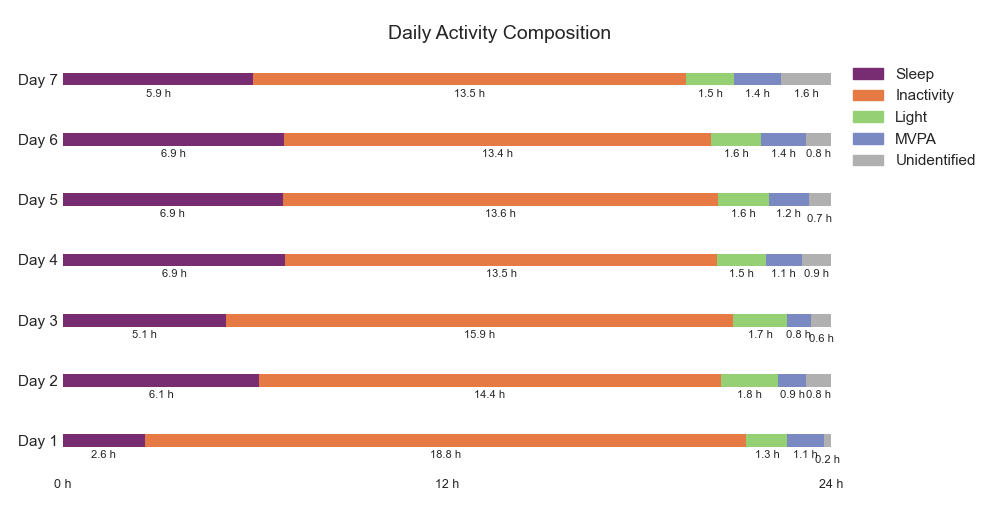 Daily Activity Composition
Day 7
5.9 h 13.5 h 1.5 h 1.4 h 1.6 h
Day 6
6.9 h 13.4 h 1.6 h 1.4 h 0.8 h
Day 5
6.9 h 13.6 h 1.6 h 1.2 h 0.7 h
Day 4
6.9 h 13.5 h 1.5 h 1.1 h 0.9 h
Day 3
5.1 h 15.9 h 1.7 h 0.8 h 0.6 h
Day 2
6.1 h 14.4 h 1.8 h 0.9 h 0.8 h
Day 1
2.6 h 18.8 h 1.3 h 1.1 h 0.2 h
0 h 12 h 24 h
Sleep
Inactivity
Light
MVPA
Unidentified